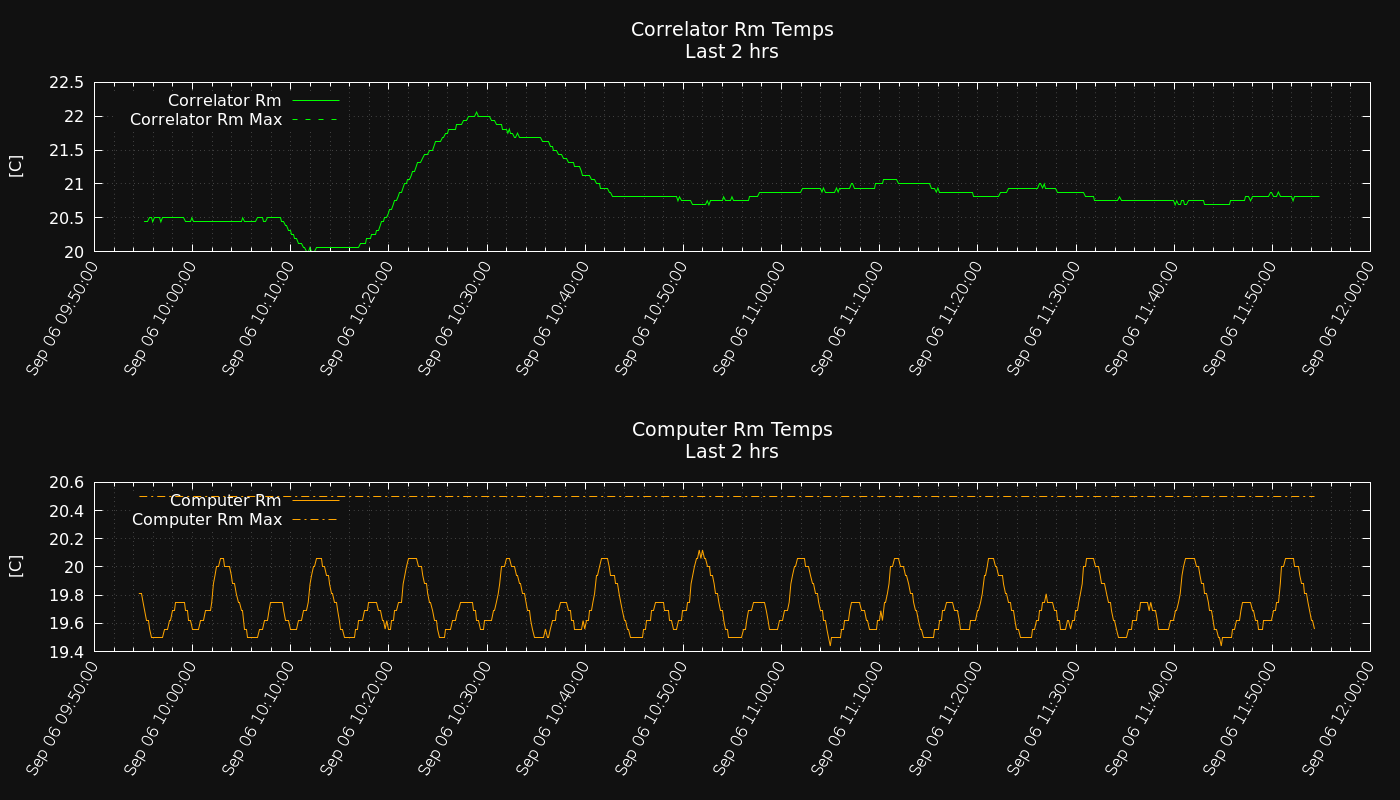 Correlator Rm Temps
Last 2 hrs
[C]
22.5
22
21.5
21
20.5
20
Correlator Rm
Correlator Rm Max
Sep 06 09:50:00
Sep 06 10:00:00
Sep 06 10:10:00
Sep 06 10:20:00
Sep 06 10:30:00
Sep 06 10:40:00
Sep 06 10:50:00
Sep 06 11:00:00
Sep 06 11:10:00
Sep 06 11:20:00
Sep 06 11:30:00
Sep 06 11:40:00
Sep 06 11:50:00
Sep 06 12:00:00
Computer Rm Temps
Last 2 hrs
[C]
20.6
20.4
20.2
20
19.8
19.6
19.4
Computer Rm
Computer Rm Max
Sep 06 09:50:00
Sep 06 10:00:00
Sep 06 10:10:00
Sep 06 10:20:00
Sep 06 10:30:00
Sep 06 10:40:00
Sep 06 10:50:00
Sep 06 11:00:00
Sep 06 11:10:00
Sep 06 11:20:00
Sep 06 11:30:00
Sep 06 11:40:00
Sep 06 11:50:00
Sep 06 12:00:00